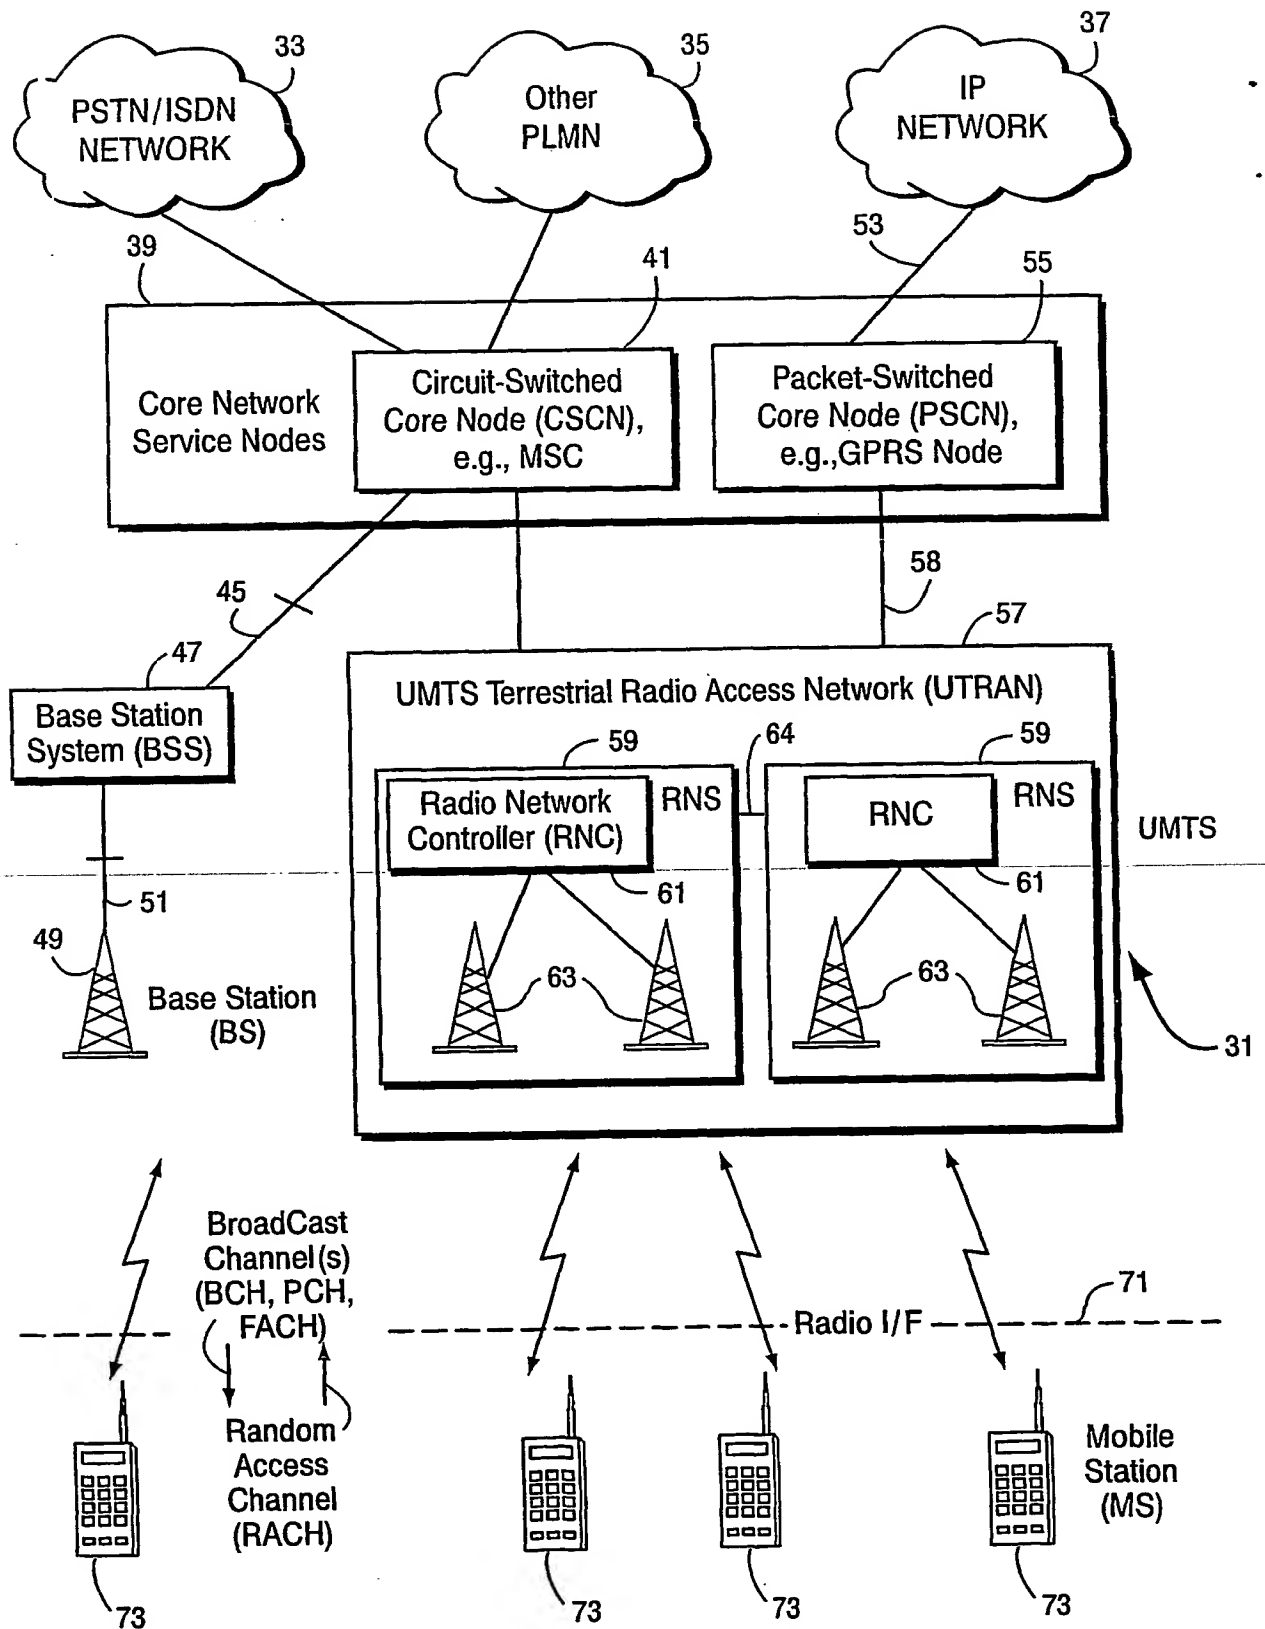 33
35
37
PSTN/ISDN
NETWORK
Other
PLMN
IP
NETWORK
39
41
53
55
Core Network
Service Nodes
Circuit-Switched
Core Node (CSCN),
e.g., MSC
Packet-Switched
Core Node (PSCN),
e.g.,GPRS Node
45
58
57
47
Base Station
System (BSS)
UMTS Terrestrial Radio Access Network (UTRAN)
59
64
59
Radio Network
Controller (RNC)
RNS
RNC
RNS
UMTS
51
61
61
49
Base Station
(BS)
63
63
31
BroadCast
Channel(s)
(BCH, PCH,
FACH)
71
Radio I/F
Random
Access
Channel
(RACH)
Mobile
Station
(MS)
73
73
73
73